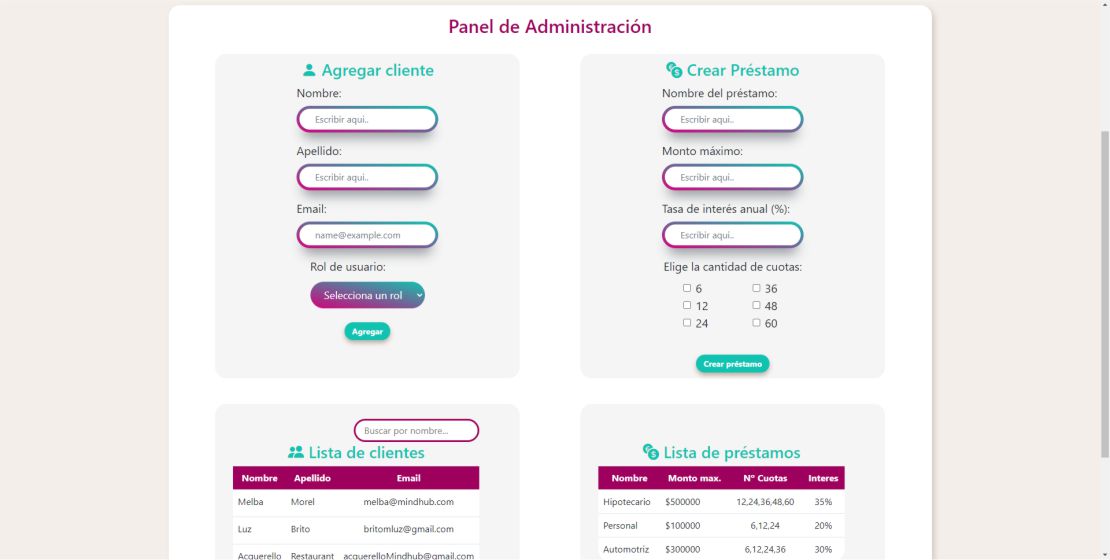 Panel de Administración
Agregar cliente
Nombre:
Escribir aqui..
Apellido:
Escribir aqui..
Email:
name@example.com
Rol de usuario:
Selecciona un rol
Agregar
Crear Préstamo
Nombre del préstamo:
Escribir aqui..
Monto máximo:
Escribir aqui..
Tasa de interés anual (%):
Escribir aqui..
Elige la cantidad de cuotas:
6 36
12 48
24 60
Crear préstamo
Buscar por nombre...
Lista de clientes
Nombre Apellido Email
Melba Morel melba@mindhub.com
Luz Brito britomluz@gmail.com
Acquerello Restaurant acquerelloMindhub@gmail.com
Lista de préstamos
Nombre Monto max. Nº Cuotas Interes
Hipotecario $500000 12,24,36,48,60 35%
Personal $100000 6,12,24 20%
Automotriz $300000 6,12,24,36 30%